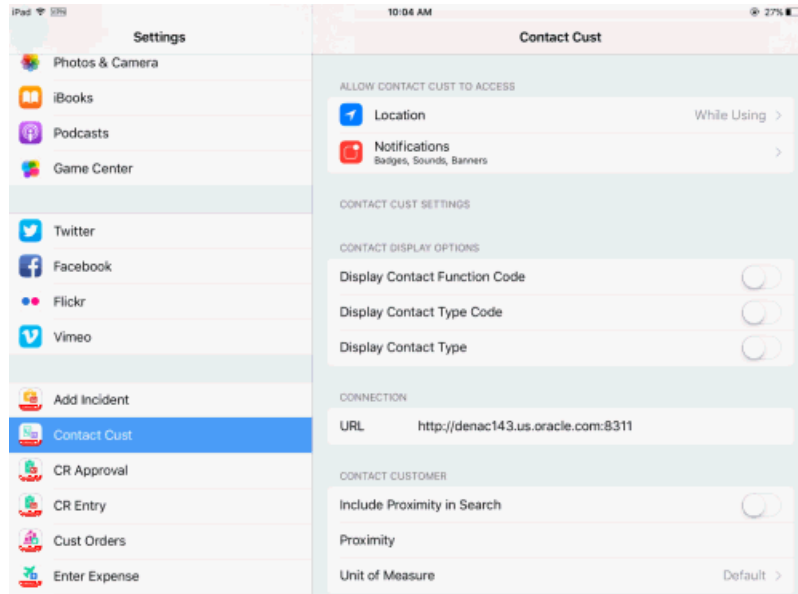 iPad
10:04 AM
27%
Settings
Photos & Camera
iBooks
Podcasts
Game Center
Twitter
Facebook
Flickr
Vimeo
Add Incident
Contact Cust
CR Approval
CR Entry
Cust Orders
Enter Expense
Contact Cust
ALLOW CONTACT CUST TO ACCESS
Location While Using
Notifications
Badges, Sounds, Banners
CONTACT CUST SETTINGS
CONTACT DISPLAY OPTIONS
Display Contact Function Code
Display Contact Type Code
Display Contact Type
CONNECTION
URL http://denac143.us.oracle.com:8311
CONTACT CUSTOMER
Include Proximity in Search
Proximity
Unit of Measure Default